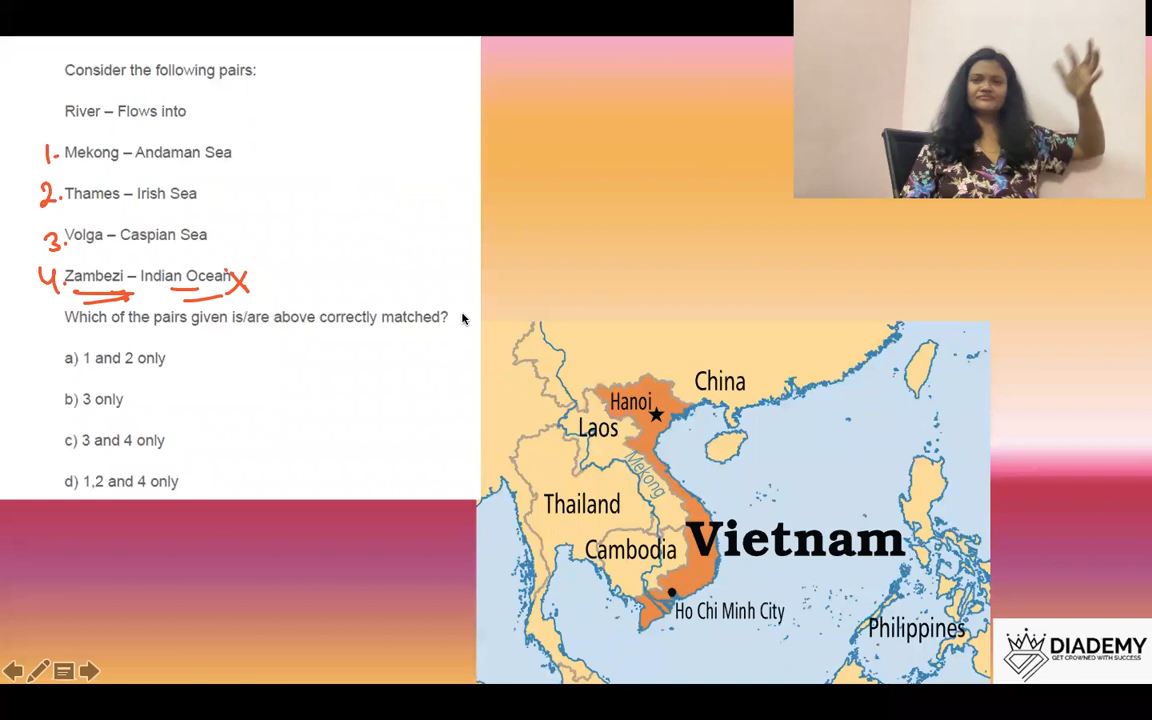 Consider the following pairs:
River – Flows into
1. Mekong – Andaman Sea
2. Thames – Irish Sea
3. Volga – Caspian Sea
4. Zambezi – Indian Ocean X
Which of the pairs given is/are above correctly matched?
a) 1 and 2 only
b) 3 only
c) 3 and 4 only
d) 1,2 and 4 only
China
Hanoi
Laos
Mekong
Thailand
Vietnam
Cambodia
Ho Chi Minh City
Philippines
DIADEMY
GET CROWNED WITH SUCCESS